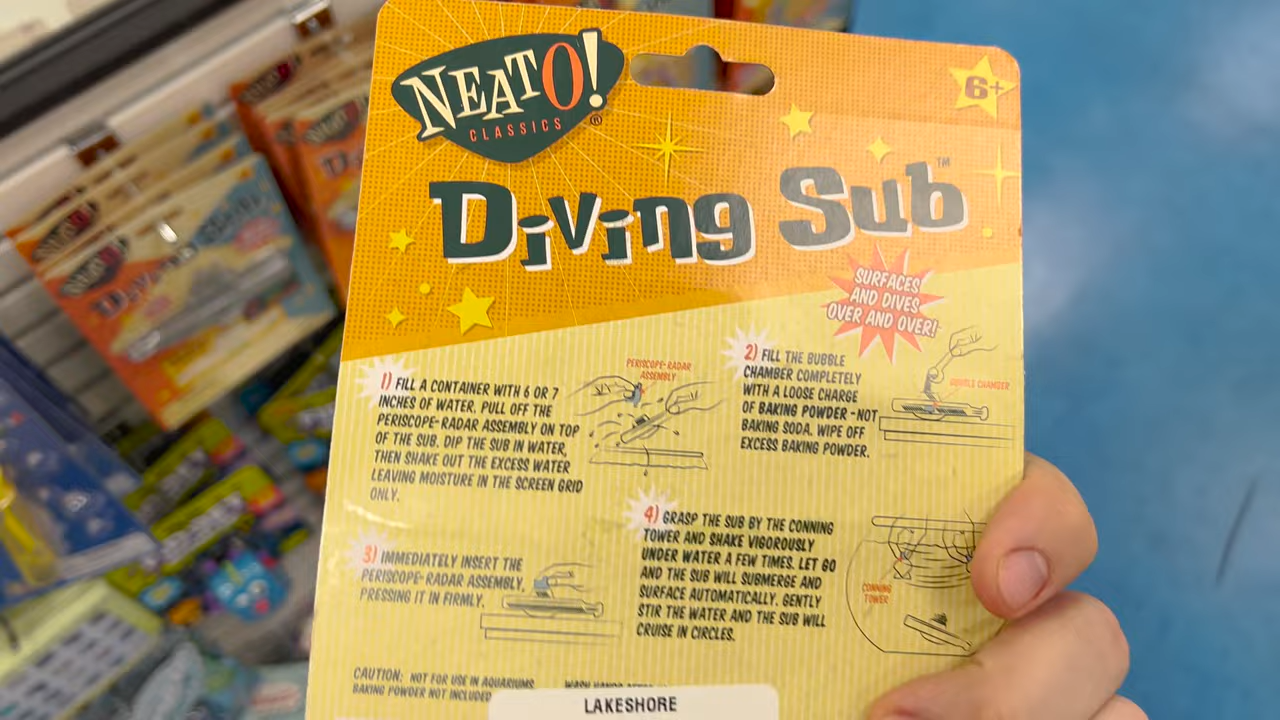 NEATO!
CLASSICS ®
6+
Diving Sub™
SURFACES
AND DIVES
OVER AND OVER!
1) FILL A CONTAINER WITH 6 OR 7
INCHES OF WATER. PULL OFF THE
PERISCOPE-RADAR ASSEMBLY ON TOP
OF THE SUB. DIP THE SUB IN WATER,
THEN SHAKE OUT THE EXCESS WATER
LEAVING MOISTURE IN THE SCREEN GRID
ONLY.
PERISCOPE-RADAR
ASSEMBLY
2) FILL THE BUBBLE
CHAMBER COMPLETELY
WITH A LOOSE CHARGE
OF BAKING POWDER -NOT
BAKING SODA. WIPE OFF
EXCESS BAKING POWDER.
BUBBLE CHAMBER
3) IMMEDIATELY INSERT THE
PERISCOPE-RADAR ASSEMBLY,
PRESSING IT IN FIRMLY.
4) GRASP THE SUB BY THE CONNING
TOWER AND SHAKE VIGOROUSLY
UNDER WATER A FEW TIMES. LET GO
AND THE SUB WILL SUBMERGE AND
SURFACE AUTOMATICALLY. GENTLY
STIR THE WATER AND THE SUB WILL
CRUISE IN CIRCLES.
CONNING
TOWER
CAUTION: NOT FOR USE IN AQUARIUMS
BAKING POWDER NOT INCLUDED
LAKESHORE